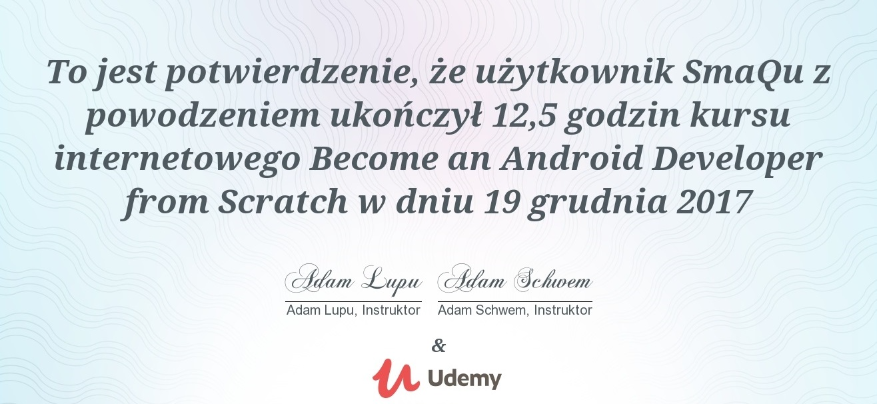 To jest potwierdzenie, że użytkownik SmaQu z
powodzeniem ukończył 12,5 godzin kursu
internetowego Become an Android Developer
from Scratch w dniu 19 grudnia 2017
Adam Lupu Adam Schwem
Adam Lupu, Instruktor Adam Schwem, Instruktor
&
Udemy